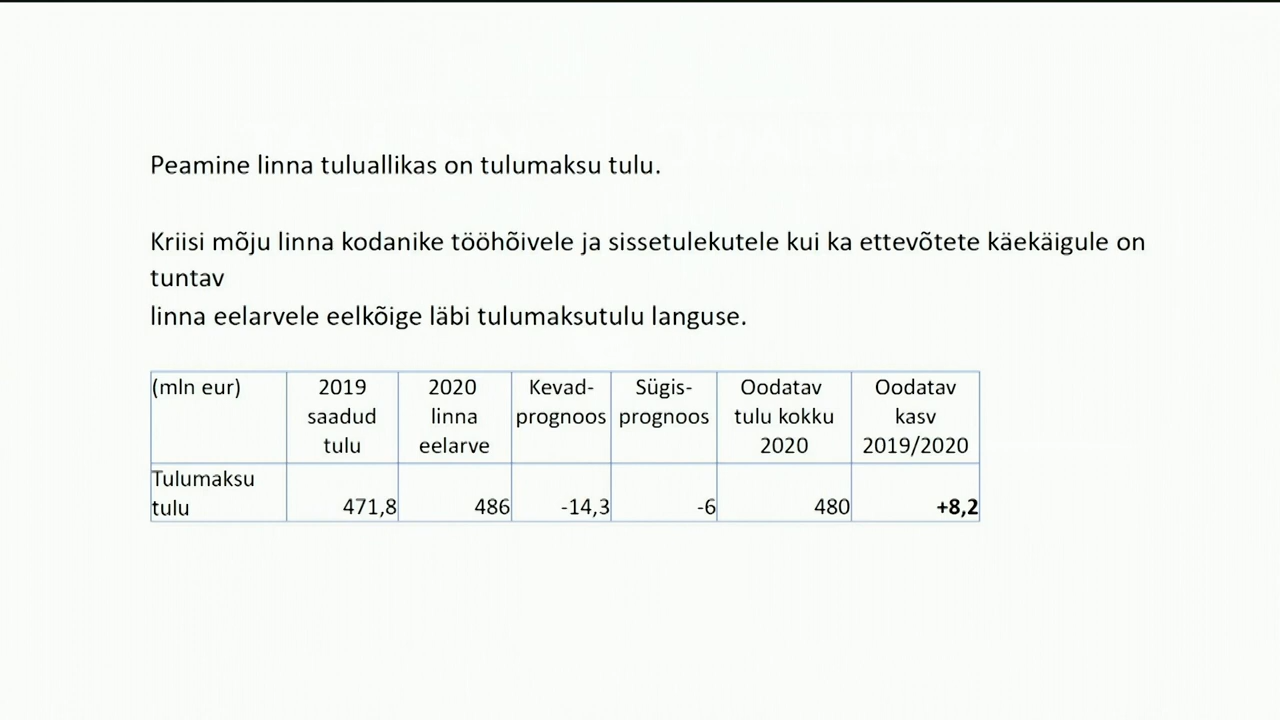 Peamine linna tuluallikas on tulumaksu tulu.
Kriisi mõju linna kodanike tööhõivele ja sissetulekutele kui ka ettevõtete käekäigule on
tuntav
linna eelarvele eelkõige läbi tulumaksutulu languse.
(mln eur) 2019 2020 Kevad- Sügis- Oodatav Oodatav
saadud linna prognoos prognoos tulu kokku kasv
tulu eelarve 2020 2019/2020
Tulumaksu
tulu 471,8 486 -14,3 -6 480 +8,2